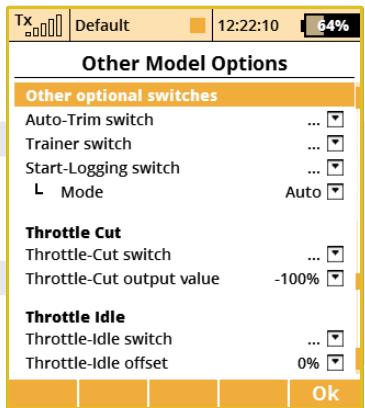 Tx Default 12:22:10 64%
Other Model Options
Other optional switches
Auto-Trim switch ...
Trainer switch ...
Start-Logging switch ...
Mode Auto
Throttle Cut
Throttle-Cut switch ...
Throttle-Cut output value -100%
Throttle Idle
Throttle-Idle switch ...
Throttle-Idle offset 0%
Ok